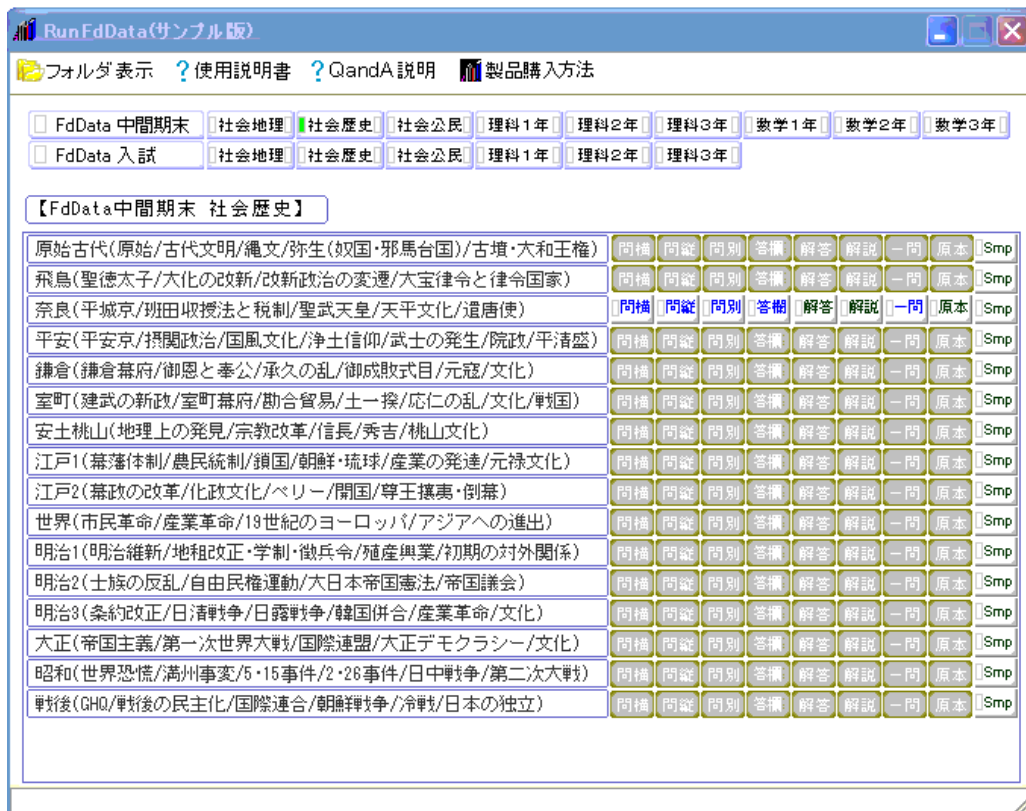 RunFdData(サンプル版)
フォルダ表示 ?使用説明書 ?QandA説明 製品購入方法
FdData 中間期末 社会地理 社会歴史 社会公民 理科1年 理科2年 理科3年 数学1年 数学2年 数学3年
FdData 入試 社会地理 社会歴史 社会公民 理科1年 理科2年 理科3年
【FdData中間期末 社会歴史】
原始古代(原始/古代文明/縄文/弥生(奴国・邪馬台国)/古墳・大和王権) 問横 問縦 問別 答欄 解答 解説 一問 原本 Smp
飛鳥(聖徳太子/大化の改新/改新政治の変遷/大宝律令と律令国家) 問横 問縦 問別 答欄 解答 解説 一問 原本 Smp
奈良(平城京/班田収授法と税制/聖武天皇/天平文化/遣唐使) 問横 問縦 問別 答欄 解答 解説 一問 原本 Smp
平安(平安京/摂関政治/国風文化/浄土信仰/武士の発生/院政/平清盛) 問横 問縦 問別 答欄 解答 解説 一問 原本 Smp
鎌倉(鎌倉幕府/御恩と奉公/承久の乱/御成敗式目/元寇/文化) 問横 問縦 問別 答欄 解答 解説 一問 原本 Smp
室町(建武の新政/室町幕府/勘合貿易/土一揆/応仁の乱/文化/戦国) 問横 問縦 問別 答欄 解答 解説 一問 原本 Smp
安土桃山(地理上の発見/宗教改革/信長/秀吉/桃山文化) 問横 問縦 問別 答欄 解答 解説 一問 原本 Smp
江戸1(幕藩体制/農民統制/鎖国/朝鮮・琉球/産業の発達/元禄文化) 問横 問縦 問別 答欄 解答 解説 一問 原本 Smp
江戸2(幕政の改革/化政文化/ペリー/開国/尊王攘夷・倒幕) 問横 問縦 問別 答欄 解答 解説 一問 原本 Smp
世界(市民革命/産業革命/19世紀のヨーロッパ/アジアへの進出) 問横 問縦 問別 答欄 解答 解説 一問 原本 Smp
明治1(明治維新/地租改正・学制・徴兵令/殖産興業/初期の対外関係) 問横 問縦 問別 答欄 解答 解説 一問 原本 Smp
明治2(士族の反乱/自由民権運動/大日本帝国憲法/帝国議会) 問横 問縦 問別 答欄 解答 解説 一問 原本 Smp
明治3(条約改正/日清戦争/日露戦争/韓国併合/産業革命/文化) 問横 問縦 問別 答欄 解答 解説 一問 原本 Smp
大正(帝国主義/第一次世界大戦/国際連盟/大正デモクラシー/文化) 問横 問縦 問別 答欄 解答 解説 一問 原本 Smp
昭和(世界恐慌/満州事変/5・15事件/2・26事件/日中戦争/第二次大戦) 問横 問縦 問別 答欄 解答 解説 一問 原本 Smp
戦後(GHQ/戦後の民主化/国際連合/朝鮮戦争/冷戦/日本の独立) 問横 問縦 問別 答欄 解答 解説 一問 原本 Smp